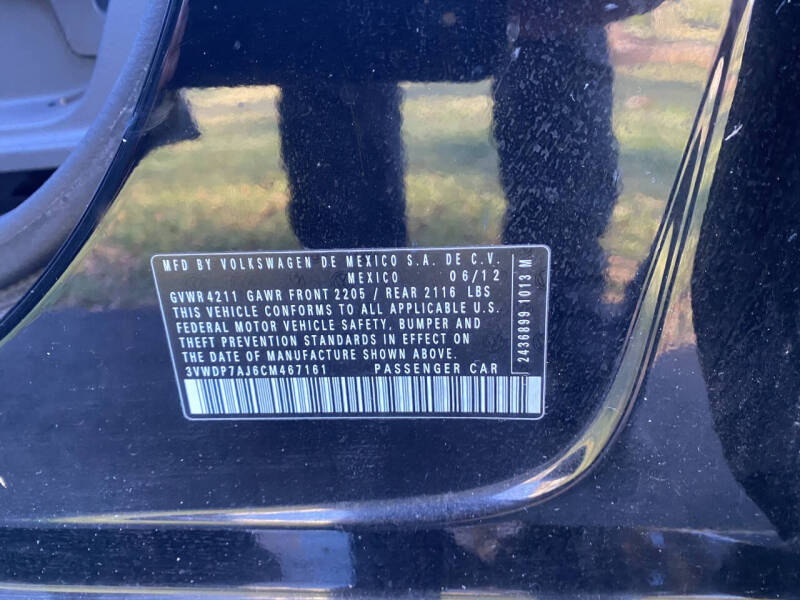 MFD BY VOLKSWAGEN DE MEXICO S.A. DE C.V.
MEXICO 06/12
GVWR 4211 GAWR FRONT 2205 / REAR 2116 LBS
THIS VEHICLE CONFORMS TO ALL APPLICABLE U.S.
FEDERAL MOTOR VEHICLE SAFETY, BUMPER AND
THEFT PREVENTION STANDARDS IN EFFECT ON
THE DATE OF MANUFACTURE SHOWN ABOVE.
3VWDP7AJ6CM467161 PASSENGER CAR
2436899 1013 M